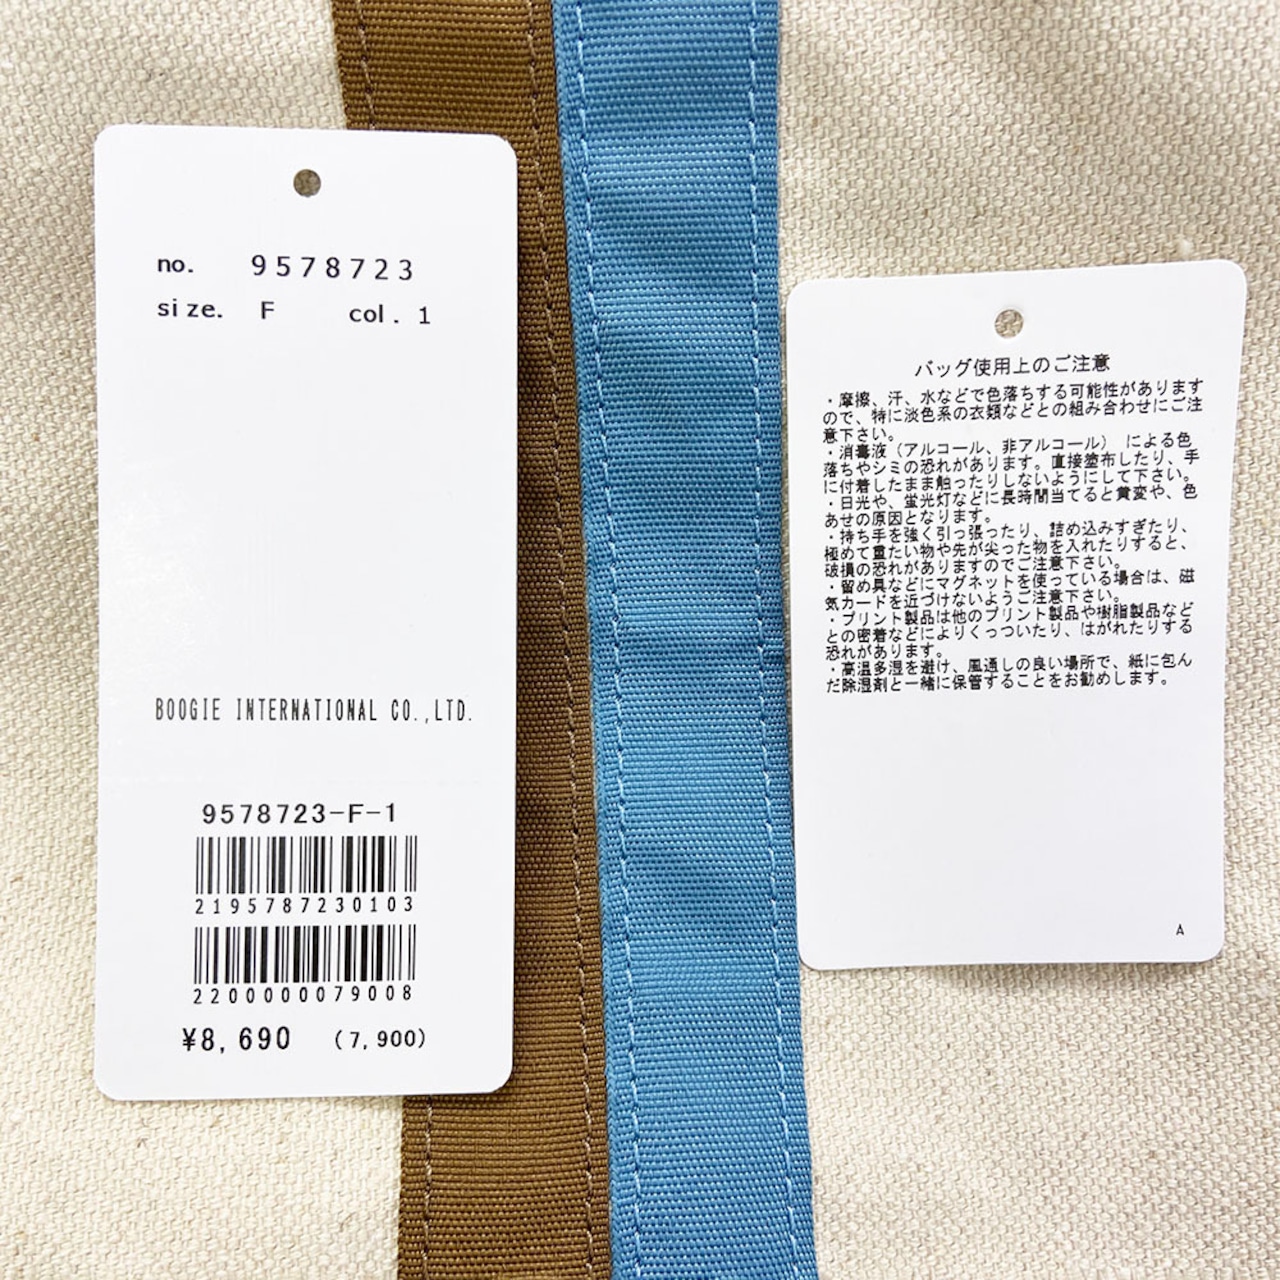 no. 9578723
size. F col. 1
BOOGIE INTERNATIONAL CO.,LTD.
9578723-F-1
2195787230103
2200000079008
¥8,690 (7,900)
バッグ使用上のご注意
・摩擦、汗、水などで色落ちする可能性があります
ので、特に淡色系の衣類などとの組み合わせにご注
意下さい。
・消毒液(アルコール、非アルコール) による色
落ちやシミの恐れがあります。直接塗布したり、手
に付着したまま触ったりしないようにして下さい。
・日光や、蛍光灯などに長時間当てると黄変や、色
あせの原因となります。
・持ち手を強く引っ張ったり、詰め込みすぎたり、
極めて重たい物や先が尖った物を入れたりすると、
破損の恐れがありますのでご注意下さい。
・留め具などにマグネットを使っている場合は、磁
気カードを近づけないようご注意下さい。
・プリント製品は他のプリント製品や樹脂製品など
との密着などによりくっついたり、はがれたりする
恐れがあります。
・高温多湿を避け、風通しの良い場所で、紙に包ん
だ除湿剤と一緒に保管することをお勧めします。
A